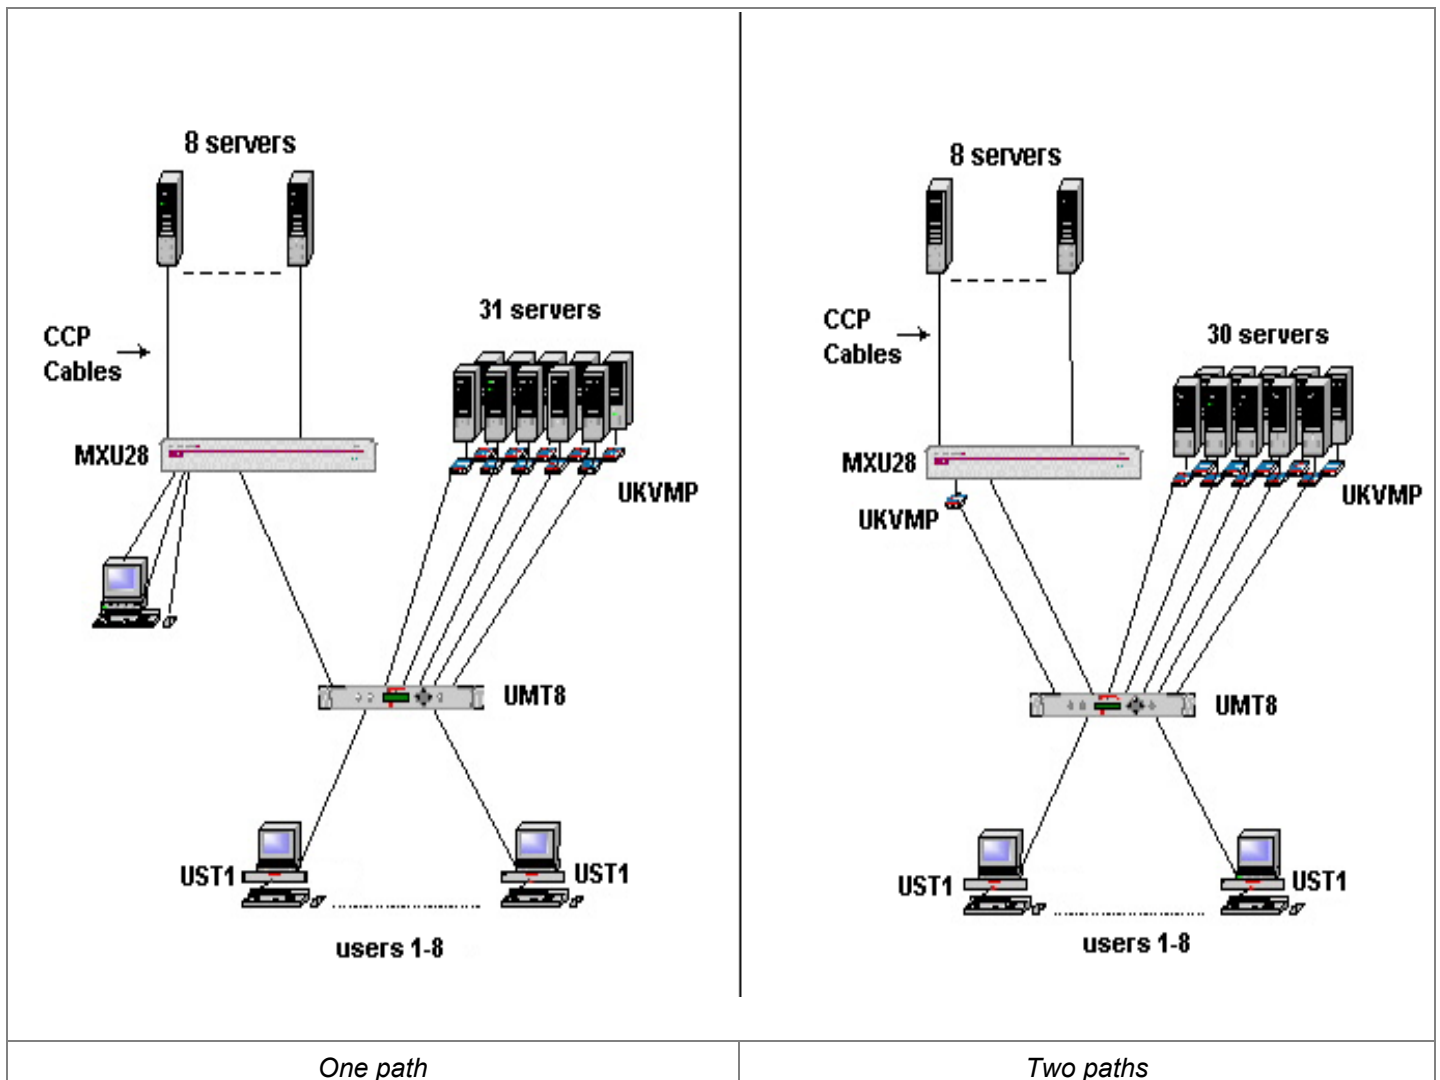 8 servers
31 servers
CCP
Cables
MXU28
UKVMP
UMT8
UST1
UST1
users 1-8
One path
8 servers
CCP
Cables
30 servers
MXU28
UKVMP
UKVMP
UMT8
UST1
UST1
users 1-8
Two paths